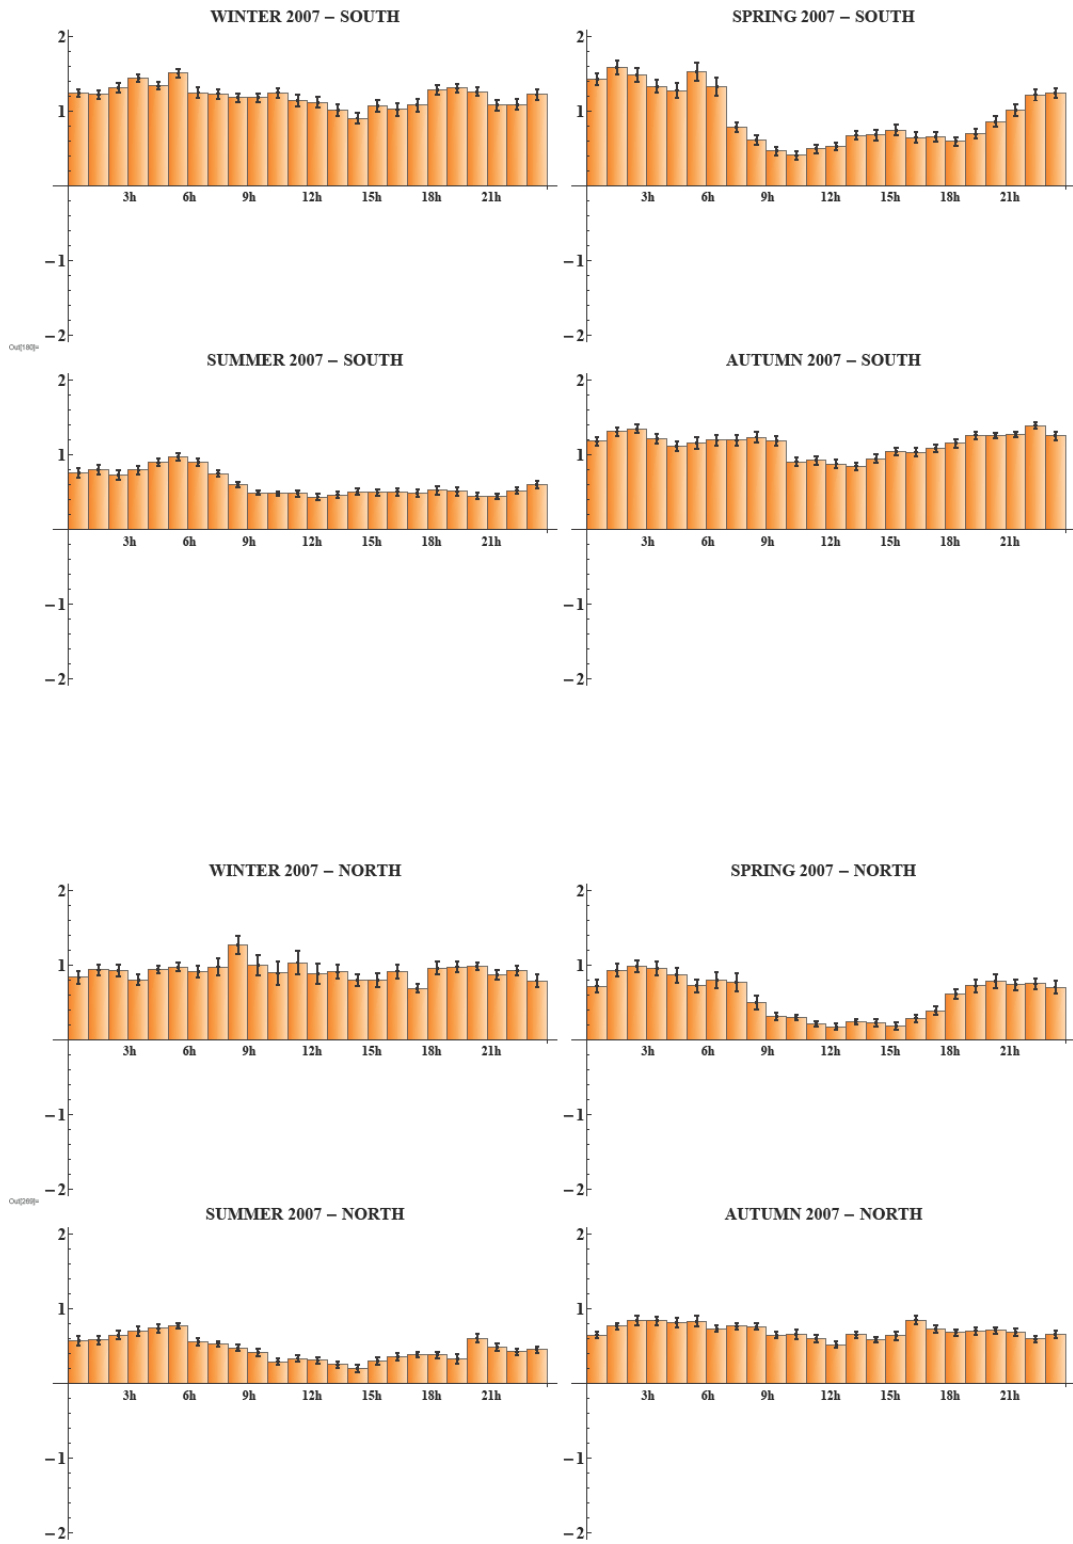 WINTER 2007 – SOUTH
2
1
−1
−2
3h 6h 9h 12h 15h 18h 21h
SPRING 2007 – SOUTH
2
1
−1
−2
3h 6h 9h 12h 15h 18h 21h
Out[180]=
SUMMER 2007 – SOUTH
2
1
−1
−2
3h 6h 9h 12h 15h 18h 21h
AUTUMN 2007 – SOUTH
2
1
−1
−2
3h 6h 9h 12h 15h 18h 21h
WINTER 2007 – NORTH
2
1
−1
−2
3h 6h 9h 12h 15h 18h 21h
SPRING 2007 – NORTH
2
1
−1
−2
3h 6h 9h 12h 15h 18h 21h
Out[269]=
SUMMER 2007 – NORTH
2
1
−1
−2
3h 6h 9h 12h 15h 18h 21h
AUTUMN 2007 – NORTH
2
1
−1
−2
3h 6h 9h 12h 15h 18h 21h